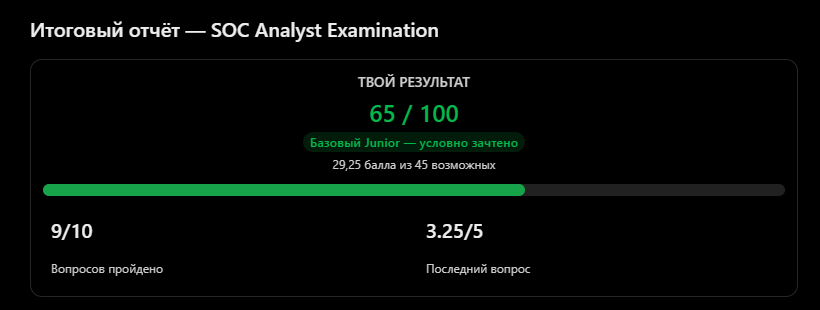 Итоговый отчёт — SOC Analyst Examination
ТВОЙ РЕЗУЛЬТАТ
65 / 100
Базовый Junior — условно зачтено
29,25 балла из 45 возможных
9/10
3.25/5
Вопросов пройдено
Последний вопрос